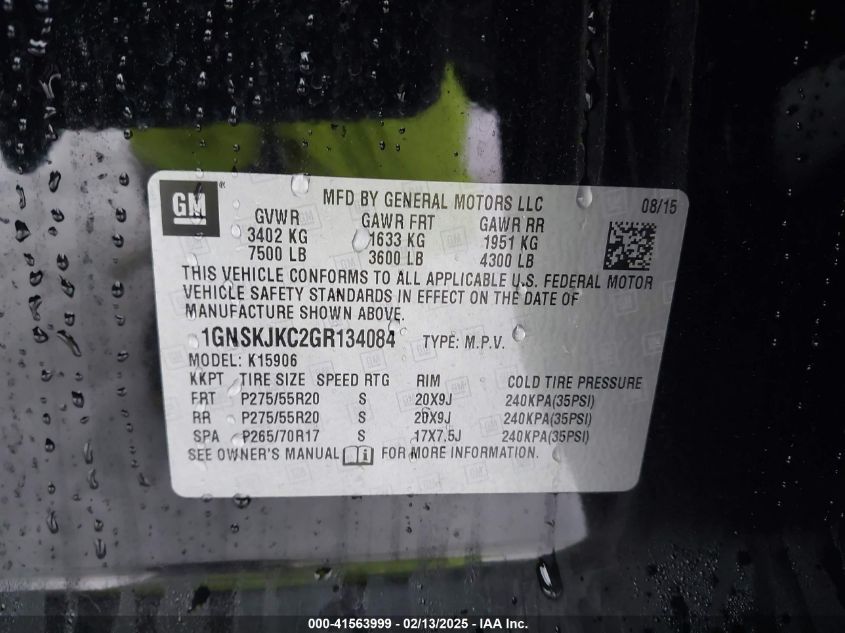 GM®
MFD BY GENERAL MOTORS LLC
08/15
GVWR GAWR FRT GAWR RR
3402 KG 1633 KG 1951 KG
7500 LB 3600 LB 4300 LB
THIS VEHICLE CONFORMS TO ALL APPLICABLE U.S. FEDERAL MOTOR
VEHICLE SAFETY STANDARDS IN EFFECT ON THE DATE OF
MANUFACTURE SHOWN ABOVE.
1GNSKJKC2GR134084 TYPE: M.P.V.
MODEL: K15906
KKPT TIRE SIZE SPEED RTG RIM COLD TIRE PRESSURE
FRT P275/55R20 S 20X9J 240KPA(35PSI)
RR P275/55R20 S 20X9J 240KPA(35PSI)
SPA P265/70R17 S 17X7.5J 240KPA(35PSI)
SEE OWNER'S MANUAL FOR MORE INFORMATION.
000-41563999 - 02/13/2025 - IAA Inc.